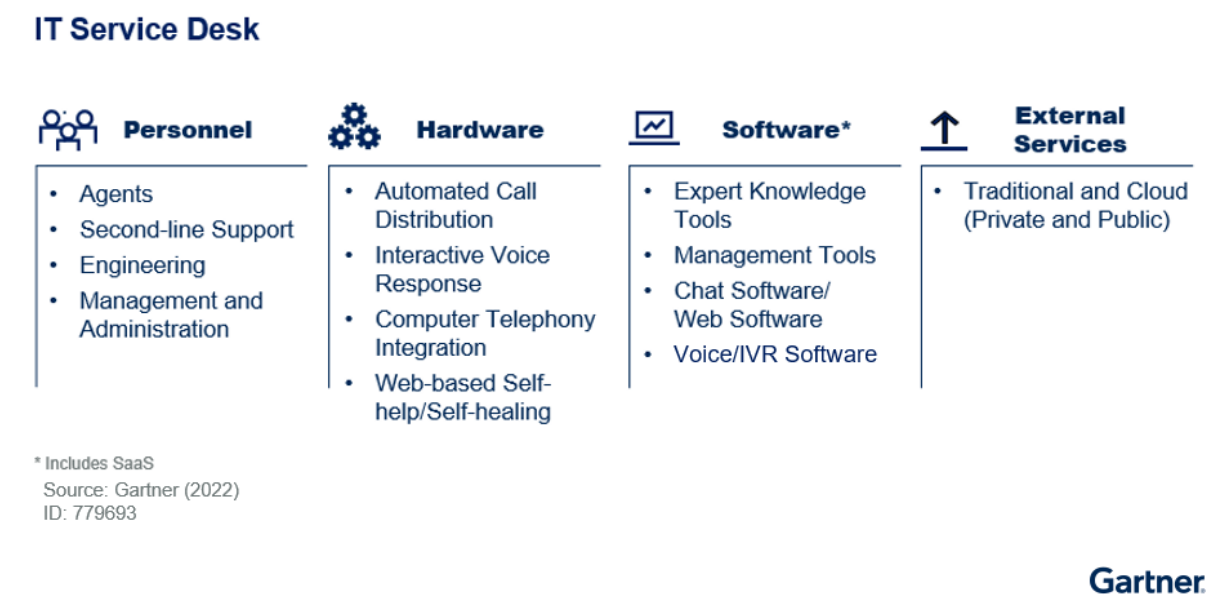 IT Service Desk
Personnel
• Agents
• Second-line Support
• Engineering
• Management and
Administration
Hardware
• Automated Call
Distribution
• Interactive Voice
Response
• Computer Telephony
Integration
• Web-based Self-
help/Self-healing
Software*
• Expert Knowledge
Tools
• Management Tools
• Chat Software/
Web Software
• Voice/IVR Software
External
Services
• Traditional and Cloud
(Private and Public)
* Includes SaaS
Source: Gartner (2022)
ID: 779693
Gartner